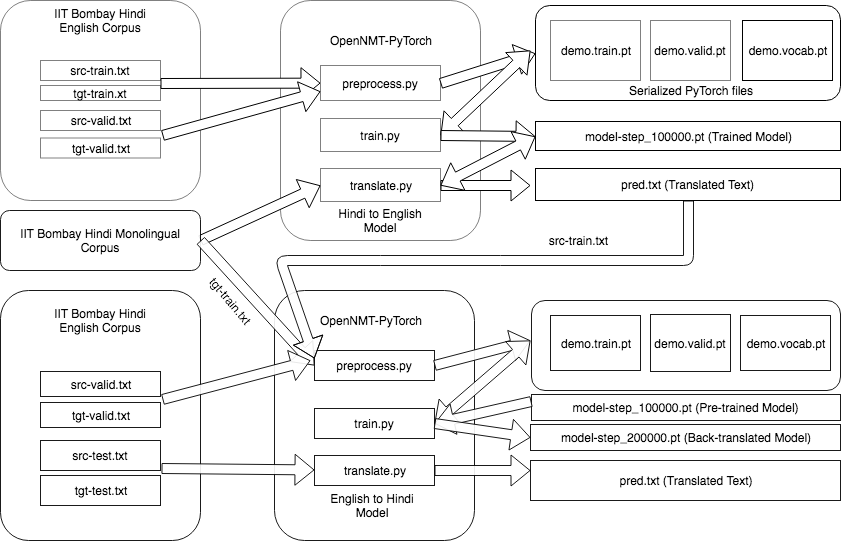 IIT Bombay Hindi
English Corpus
src-train.txt
tgt-train.xt
src-valid.txt
tgt-valid.txt
OpenNMT-PyTorch
preprocess.py
train.py
translate.py
Hindi to English
Model
demo.train.pt
demo.valid.pt
demo.vocab.pt
Serialized PyTorch files
model-step_100000.pt (Trained Model)
pred.txt (Translated Text)
IIT Bombay Hindi Monolingual
Corpus
src-train.txt
tgt-train.txt
IIT Bombay Hindi
English Corpus
src-valid.txt
tgt-valid.txt
src-test.txt
tgt-test.txt
OpenNMT-PyTorch
preprocess.py
train.py
translate.py
English to Hindi
Model
demo.train.pt
demo.valid.pt
demo.vocab.pt
model-step_100000.pt (Pre-trained Model)
model-step_200000.pt (Back-translated Model)
pred.txt (Translated Text)